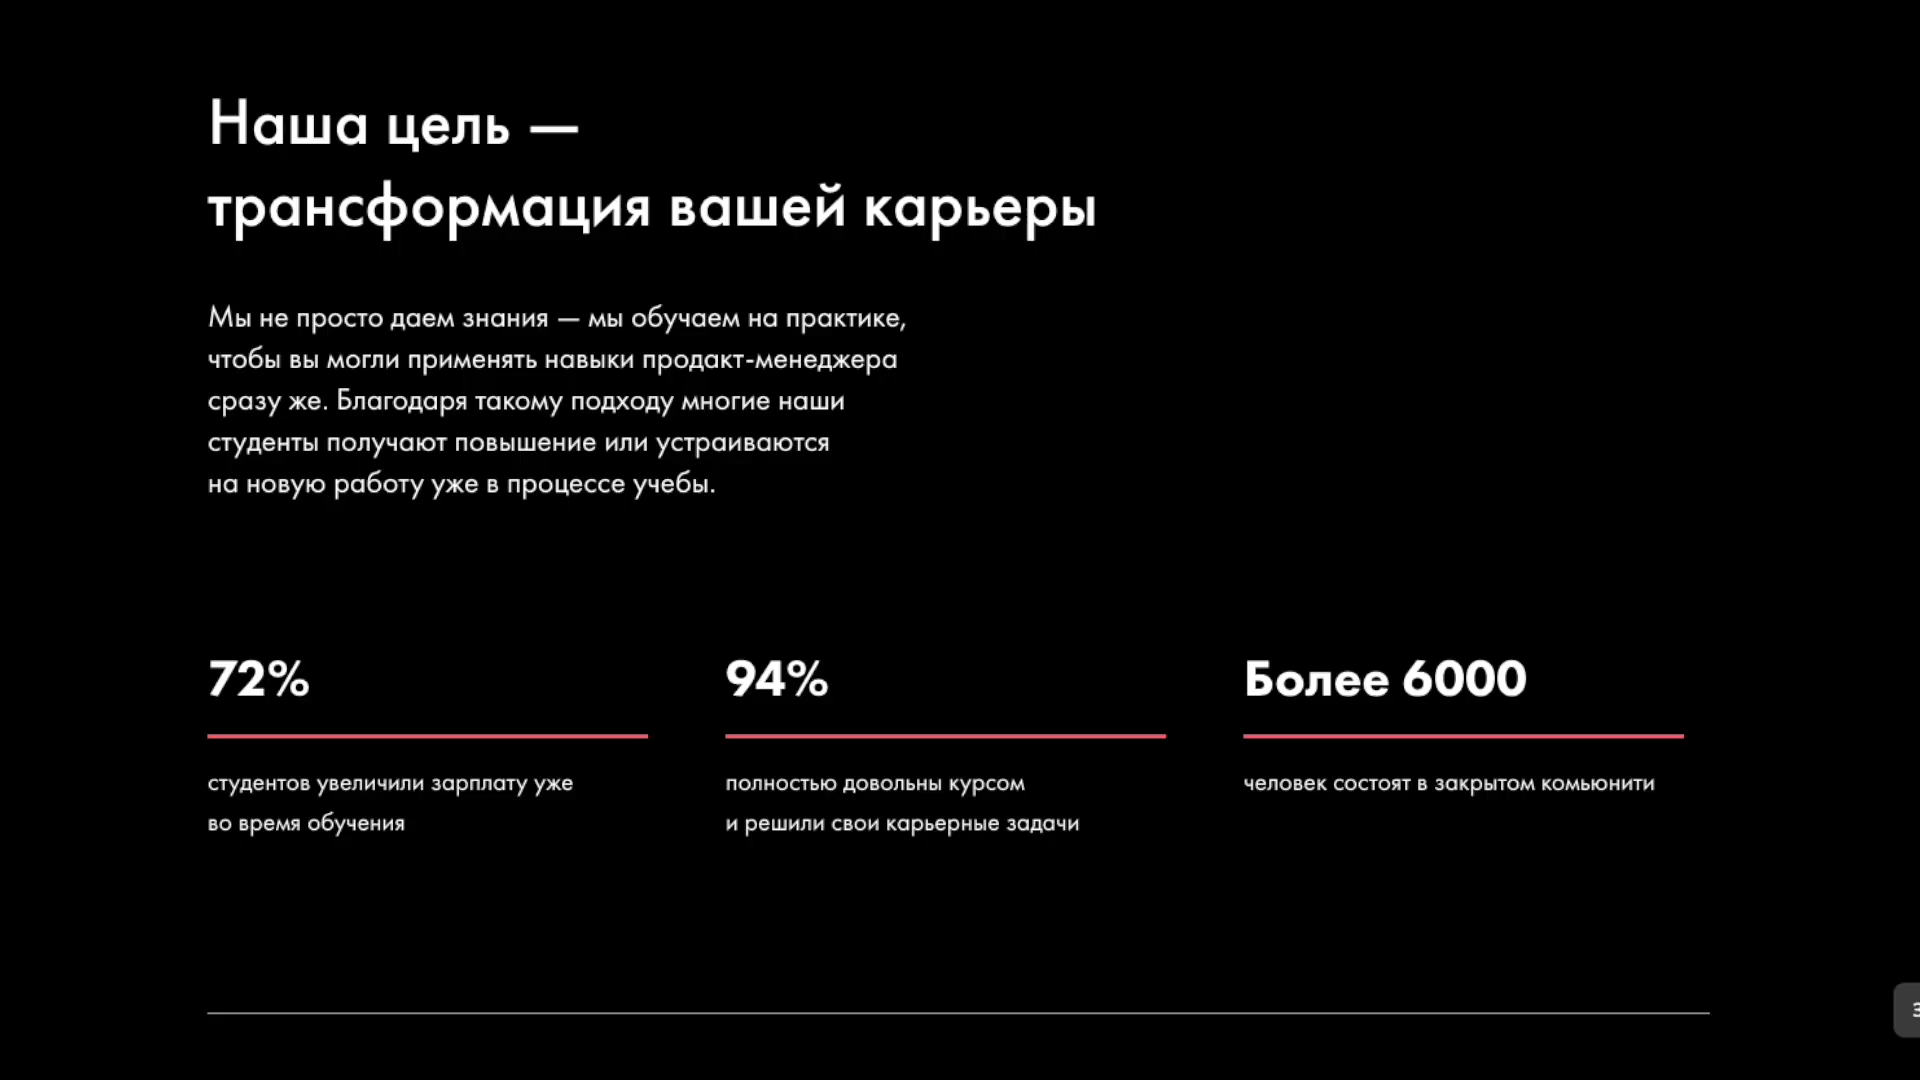 Наша цель —
трансформация вашей карьеры
Мы не просто даем знания — мы обучаем на практике,
чтобы вы могли применять навыки продакт-менеджера
сразу же. Благодаря такому подходу многие наши
студенты получают повышение или устраиваются
на новую работу уже в процессе учебы.
72%
студентов увеличили зарплату уже
во время обучения
94%
полностью довольны курсом
и решили свои карьерные задачи
Более 6000
человек состоят в закрытом комьюнити